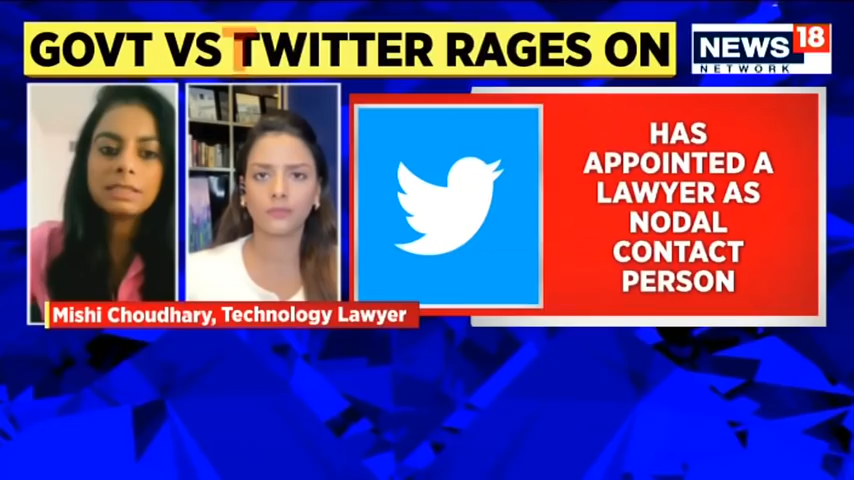 GOVT VS TWITTER RAGES ON
NEWS 18
NETWORK
HAS
APPOINTED A
LAWYER AS
NODAL
CONTACT
PERSON
Mishi Choudhary, Technology Lawyer